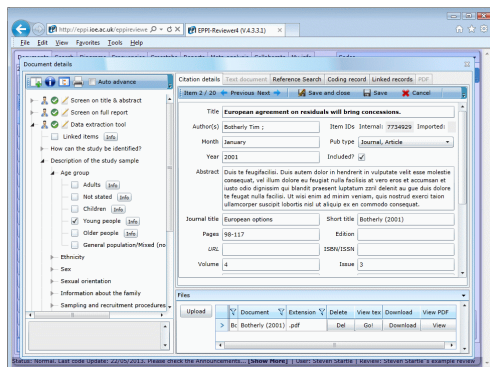 http://eppi.ioe.ac.uk/eppireviewe
EPPI-Reviewer4 (V.4.3.3.1)
File Edit View Favorites Tools Help
Document details
Auto advance
Screen on title & abstract
Screen on full report
Data extraction tool
Linked items Info
How can the study be identified?
Description of the study sample
Age group
Adults Info
Not stated Info
Children Info
Young people Info
Older people Info
General population/Mixed (no
Ethnicity
Sex
Sexual orientation
Information about the family
Sampling and recruitment procedures
Citation details Text document Reference Search Coding record Linked records PDF
Item 2 / 20 Previous Next Save and close Save Cancel
Title European agreement on residuals will bring concessions.
Author(s) Botherly Tim ; Item IDs Internal: 7734929 Imported:
Month January Pub type Journal, Article
Year 2001 Included?
Abstract Duis te feugifacilisi. Duis autem dolor in hendrerit in vulputate velit esse molestie
consequat, vel illum dolore eu feugiat nulla facilisis at vero eros et accumsan et
iusto odio dignissim qui blandit praesent luptatum zzril delenit au gue duis dolore
te feugat nulla facilisi. Ut wisi enim ad minim veniam, quis nostrud exerci taion
ullamcorper suscipit lobortis nisl ut aliquip ex en commodo consequat.
Journal title European options Short title Botherly (2001)
Pages 98-117 Edition
URL ISBN/ISSN
Volume 4 Issue 3
Files
Upload Document Extension Delete View tex Download View PDF
Bc Botherly (2001) .pdf Del Go! Download View
Status: Normal. Last code Update: 22/05/2013. Please check the Announcements... [Show More] | User: Steven Startle | Review: Steven Startle's example review